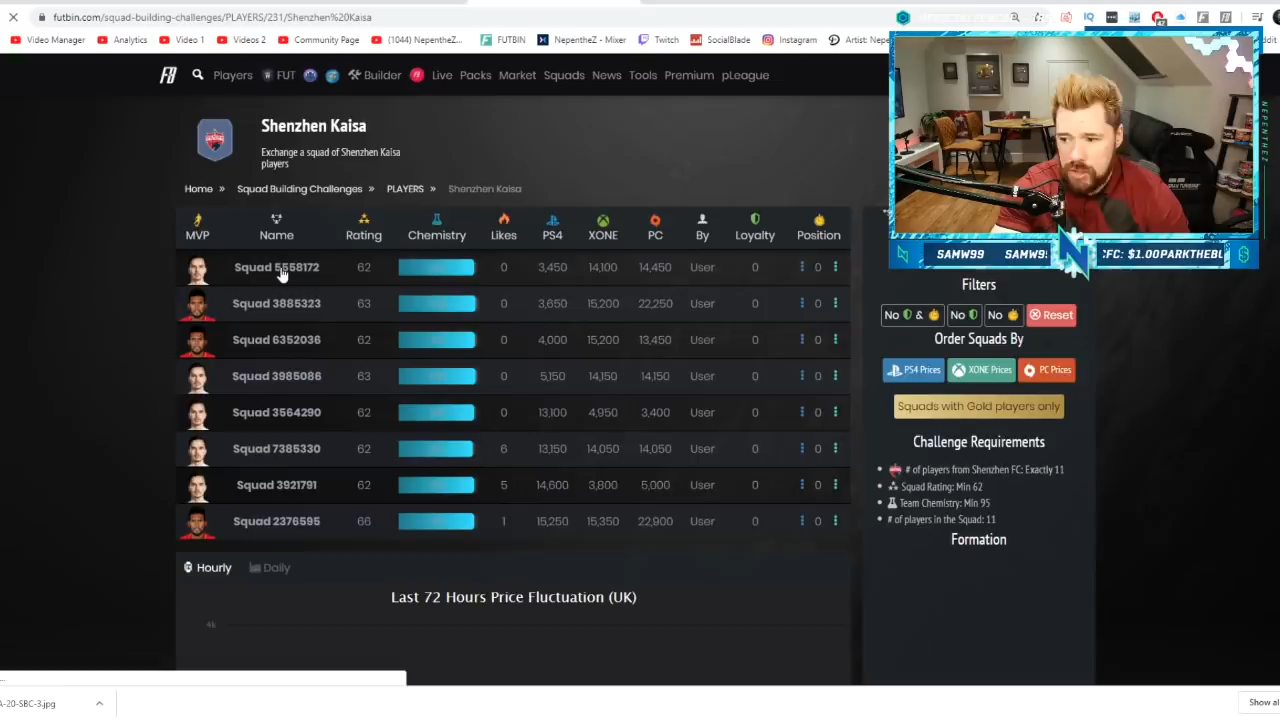 futbin.com/squad-building-challenges/PLAYERS/231/Shenzhen%20Kaisa
Video Manager Analytics Video 1 Videos 2 Community Page (1044) NepentheZ... FUTBIN NepentheZ - Mixer Twitch SocialBlade Instagram Artist: Nepe
F8 Players FUT Builder Live Packs Market Squads News Tools Premium pLeague
Shenzhen Kaisa
Exchange a squad of Shenzhen Kaisa
players
Home » Squad Building Challenges » PLAYERS » Shenzhen Kaisa
MVP Name Rating Chemistry Likes PS4 XONE PC By Loyalty Position
Squad 5558172 62 0 3,450 14,100 14,450 User 0 0
Squad 3885323 63 0 3,650 15,200 22,250 User 0 0
Squad 6352036 62 0 4,000 15,200 13,450 User 0 0
Squad 3985086 63 0 5,150 14,150 14,150 User 0 0
Squad 3564290 62 0 13,100 4,950 3,400 User 0 0
Squad 7385330 62 6 13,150 14,050 14,050 User 0 0
Squad 3921791 62 5 14,600 3,800 5,000 User 0 0
Squad 2376595 66 1 15,250 15,350 22,900 User 0 0
Hourly Daily
Last 72 Hours Price Fluctuation (UK)
4k
NEPENTHEZ
SAMW99 SAMW9 FC: $1.00PARKTHEBU
Filters
No & No No Reset
Order Squads By
PS4 Prices XONE Prices PC Prices
Squads with Gold players only
Challenge Requirements
# of players from Shenzhen FC: Exactly 11
Squad Rating: Min 62
Team Chemistry: Min 95
# of players in the Squad: 11
Formation
A-20-SBC-3.jpg
Show al